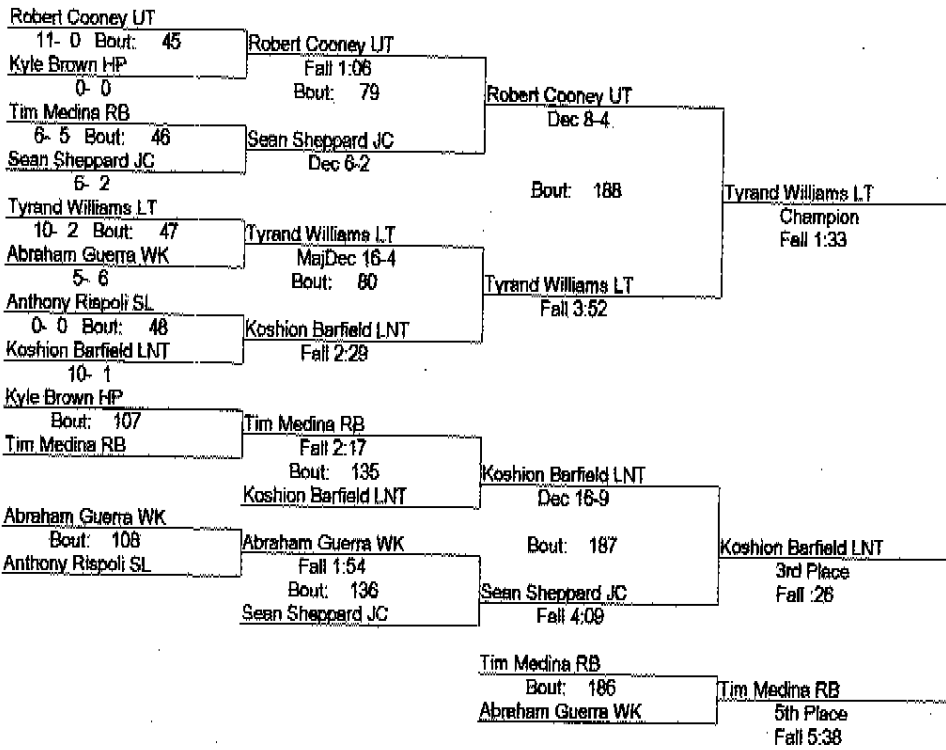 Robert Cooney UT
11- 0 Bout: 45
Kyle Brown HP
0- 0
Tim Medina RB
6- 5 Bout: 46
Sean Sheppard JC
6- 2
Tyrand Williams LT
10- 2 Bout: 47
Abraham Guerra WK
5- 6
Anthony Rispoli SL
0- 0 Bout: 48
Koshion Barfield LNT
10- 1
Robert Cooney UT
Fall 1:06
Bout: 79
Sean Sheppard JC
Dec 6-2
Tyrand Williams LT
MajDec 16-4
Bout: 80
Koshion Barfield LNT
Fall 2:29
Robert Cooney UT
Dec 8-4
Bout: 188
Tyrand Williams LT
Fall 3:52
Tyrand Williams LT
Champion
Fall 1:33
Kyle Brown HP
Bout: 107
Tim Medina RB
Abraham Guerra WK
Bout: 108
Anthony Rispoli SL
Tim Medina RB
Fall 2:17
Bout: 135
Koshion Barfield LNT
Abraham Guerra WK
Fall 1:54
Bout: 136
Sean Sheppard JC
Koshion Barfield LNT
Dec 16-9
Bout: 187
Sean Sheppard JC
Fall 4:09
Koshion Barfield LNT
3rd Place
Fall :26
Tim Medina RB
Bout: 186
Abraham Guerra WK
Tim Medina RB
5th Place
Fall 5:38